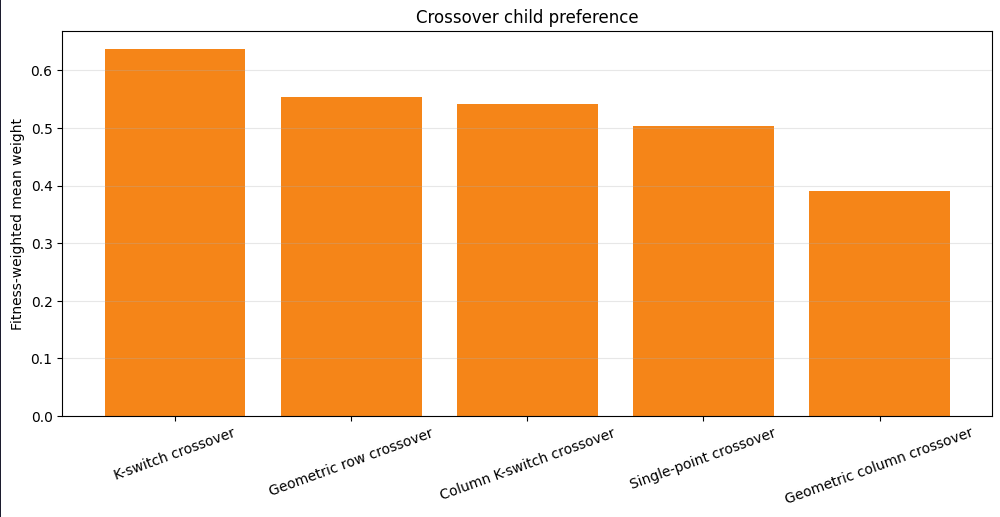 Crossover child preference
Fitness-weighted mean weight
0.6
0.5
0.4
0.3
0.2
0.1
0.0
K-switch crossover
Geometric row crossover
Column K-switch crossover
Single-point crossover
Geometric column crossover